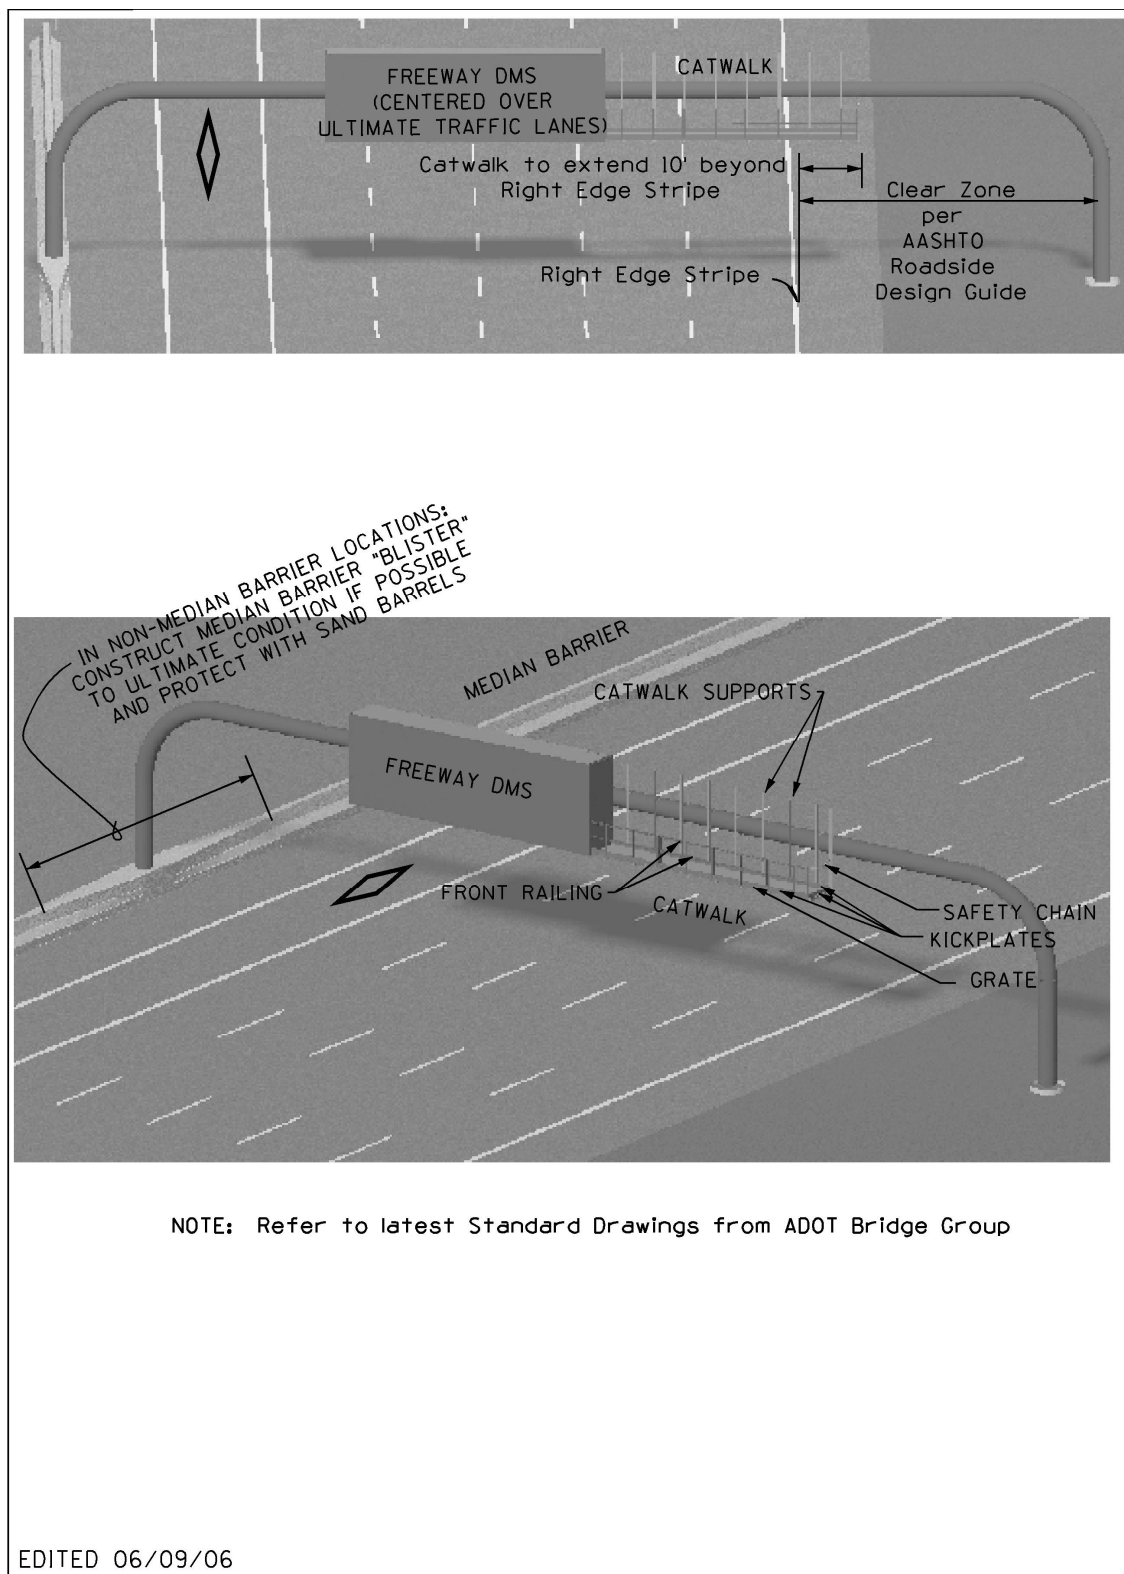 FREEWAY DMS
(CENTERED OVER
ULTIMATE TRAFFIC LANES)
CATWALK
Catwalk to extend 10' beyond
Right Edge Stripe
Clear Zone
per
AASHTO
Roadside
Design Guide
Right Edge Stripe
IN NON-MEDIAN BARRIER LOCATIONS:
CONSTRUCT MEDIAN BARRIER "BLISTER"
TO ULTIMATE CONDITION IF POSSIBLE
AND PROTECT WITH SAND BARRELS
MEDIAN BARRIER
CATWALK SUPPORTS
FREEWAY DMS
FRONT RAILING
CATWALK
SAFETY CHAIN
KICKPLATES
GRATE
NOTE: Refer to latest Standard Drawings from ADOT Bridge Group
EDITED 06/09/06